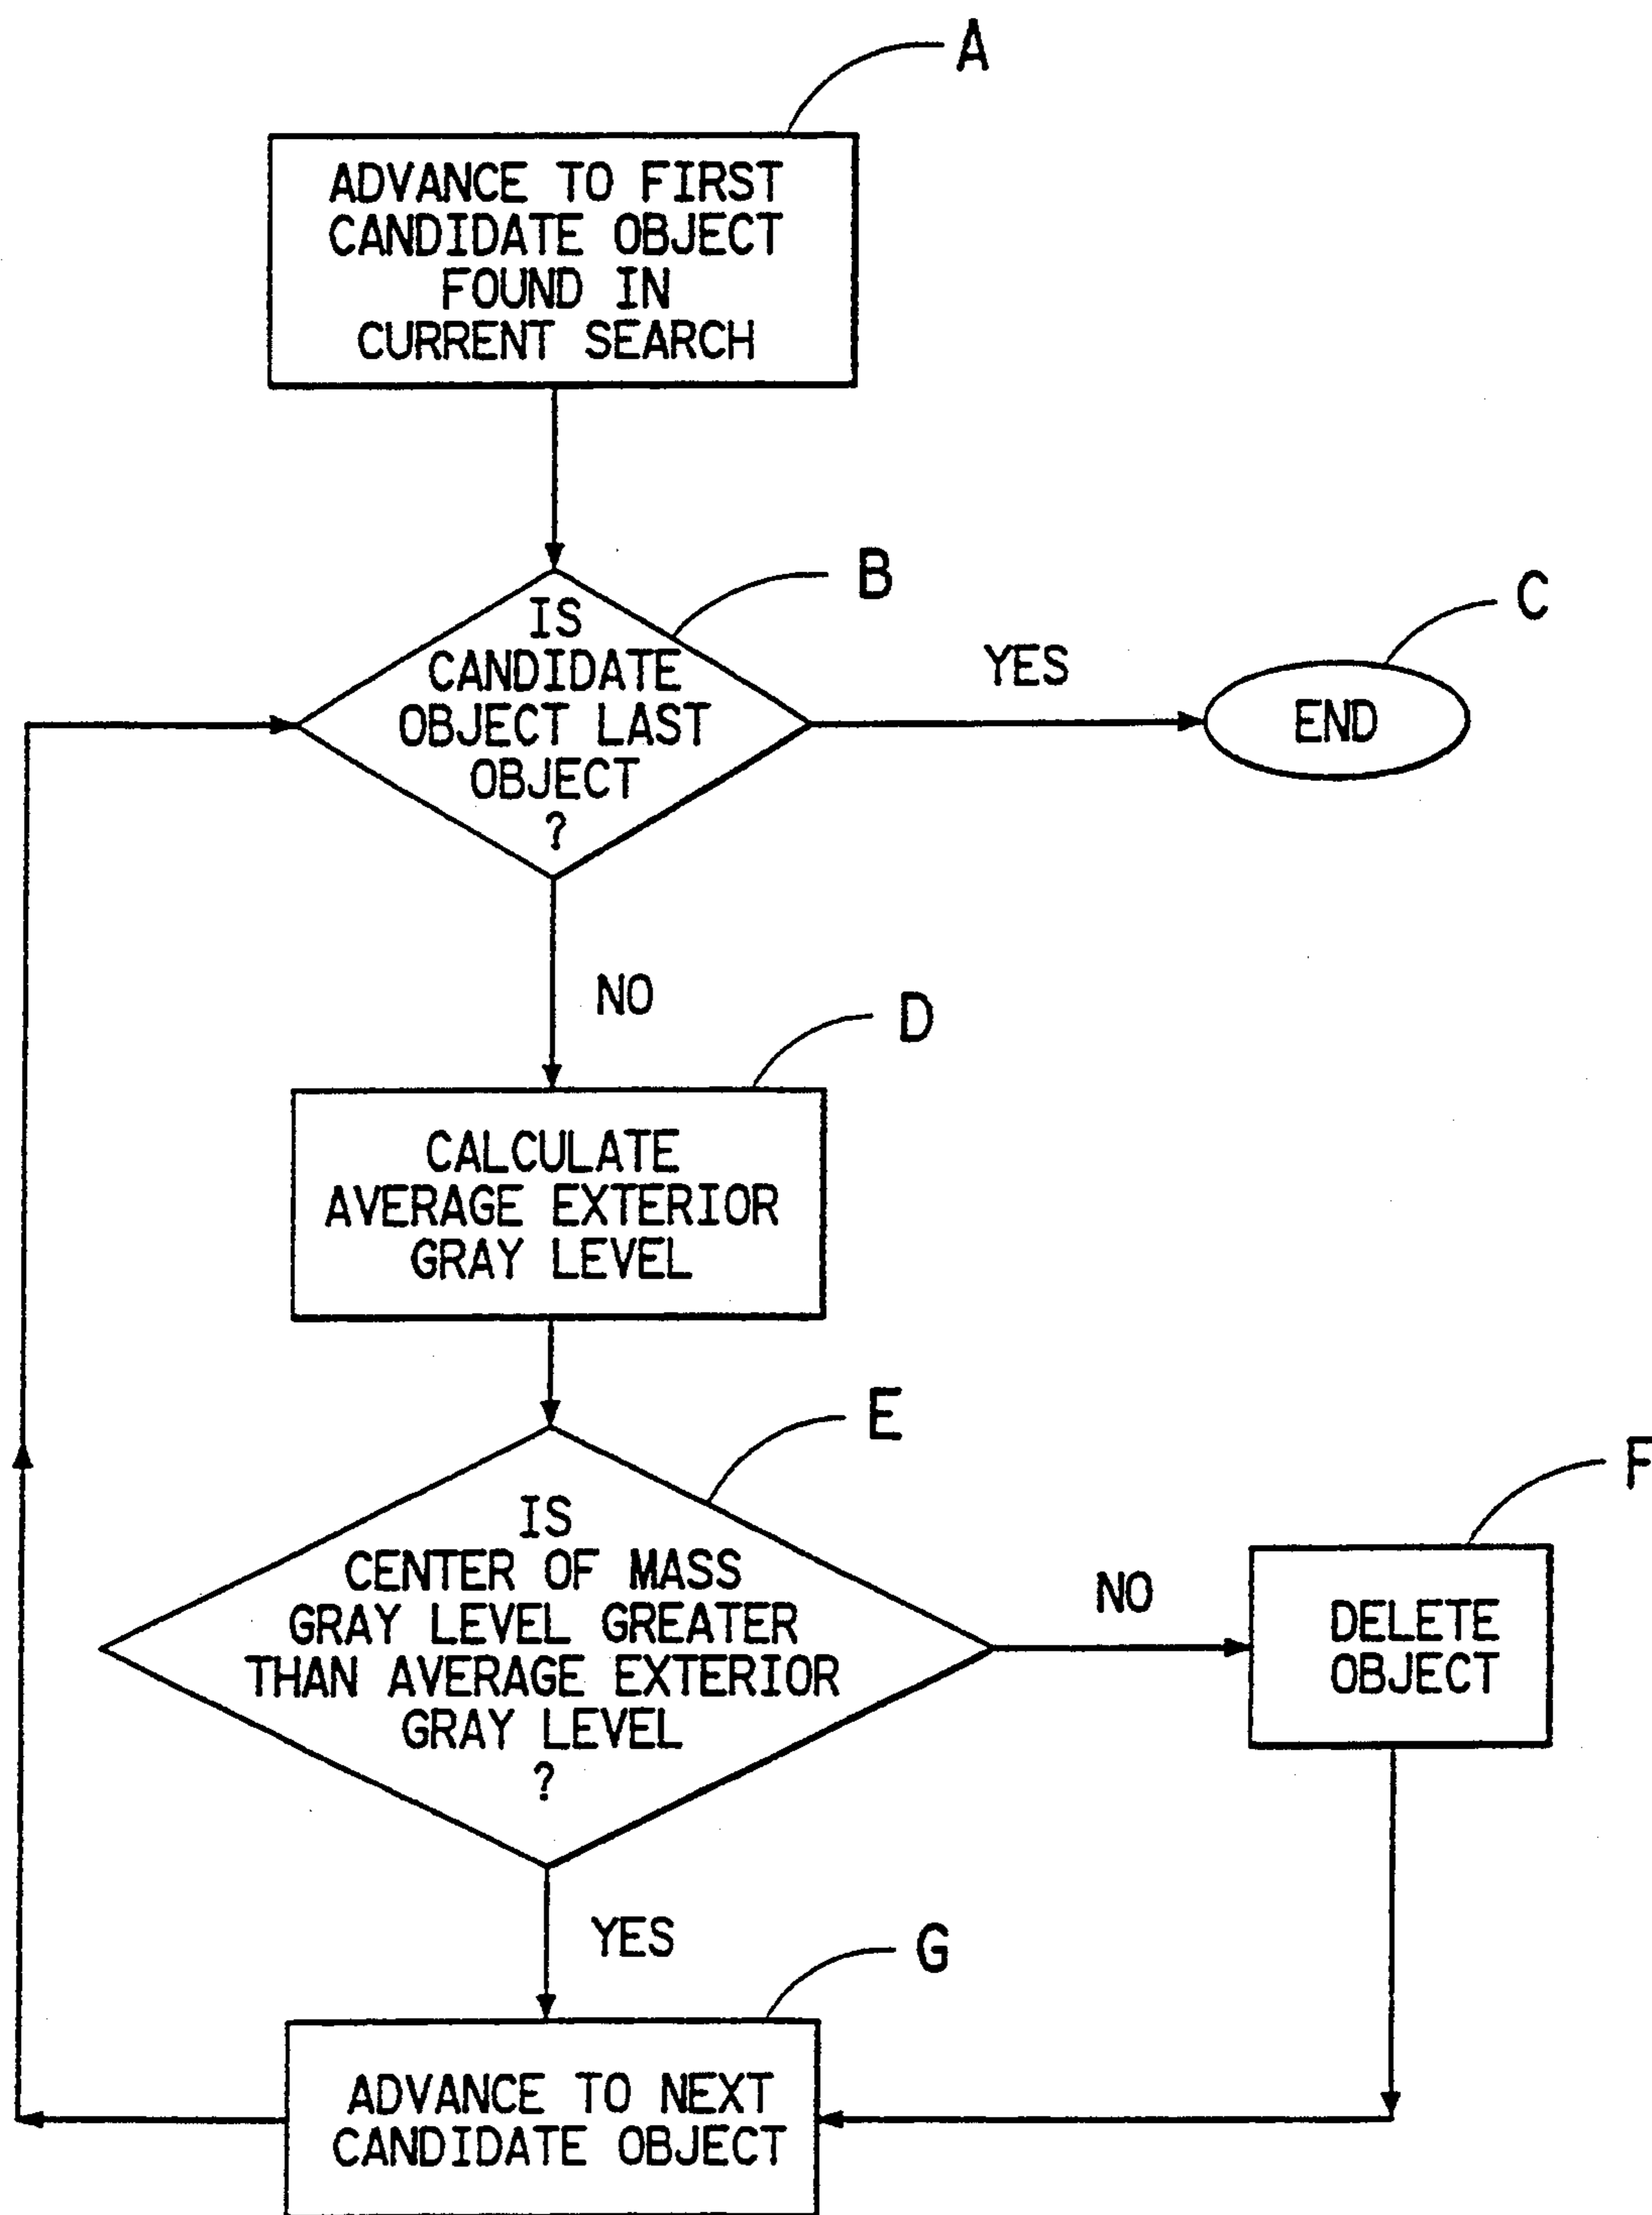 A
ADVANCE TO FIRST
CANDIDATE OBJECT
FOUND IN
CURRENT SEARCH
B
IS
CANDIDATE
OBJECT LAST
OBJECT
?
YES
C
END
NO
D
CALCULATE
AVERAGE EXTERIOR
GRAY LEVEL
E
IS
CENTER OF MASS
GRAY LEVEL GREATER
THAN AVERAGE EXTERIOR
GRAY LEVEL
?
NO
F
DELETE
OBJECT
YES
G
ADVANCE TO NEXT
CANDIDATE OBJECT